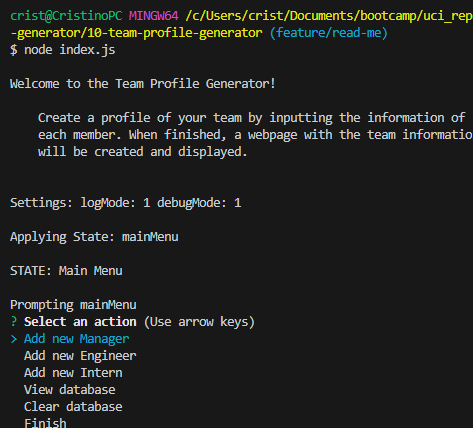 crist@CristinoPC MINGW64 /c/Users/crist/Documents/bootcamp/uci_rep
-generator/10-team-profile-generator (feature/read-me)
$ node index.js
Welcome to the Team Profile Generator!
Create a profile of your team by inputting the information of
each member. When finished, a webpage with the team informatio
will be created and displayed.
Settings: logMode: 1 debugMode: 1
Applying State: mainMenu
STATE: Main Menu
Prompting mainMenu
? Select an action (Use arrow keys)
> Add new Manager
Add new Engineer
Add new Intern
View database
Clear database
Finish